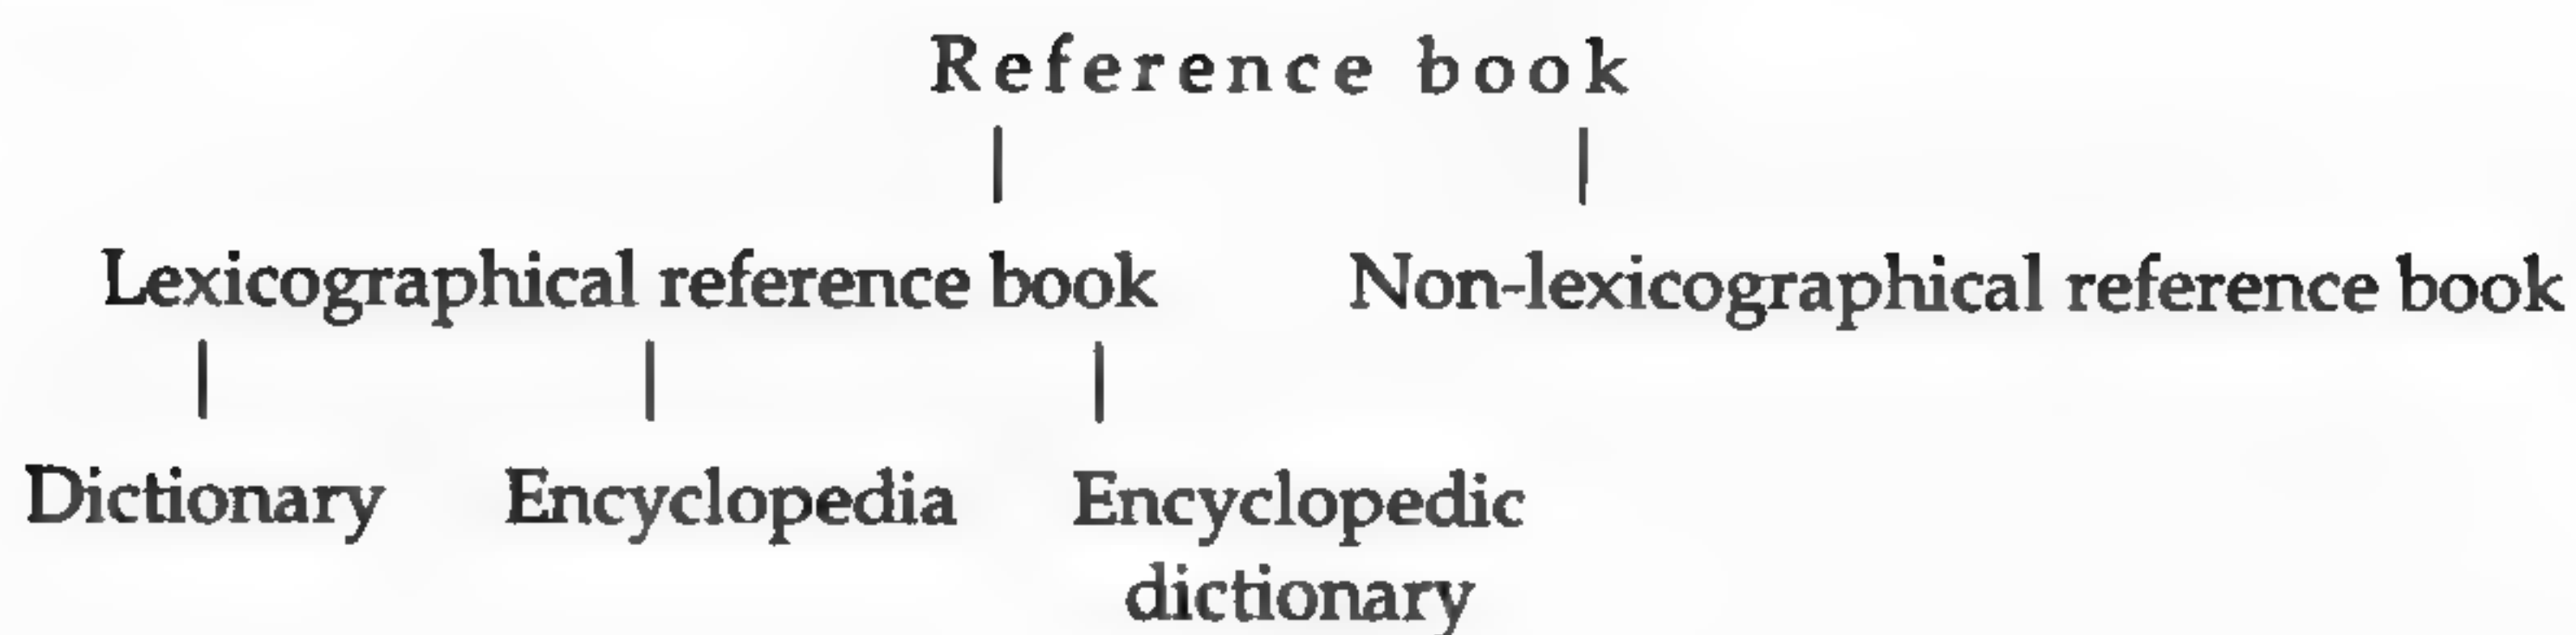 Reference book
Lexicographical reference book Non-lexicographical reference book
Dictionary Encyclopedia Encyclopedic
dictionary